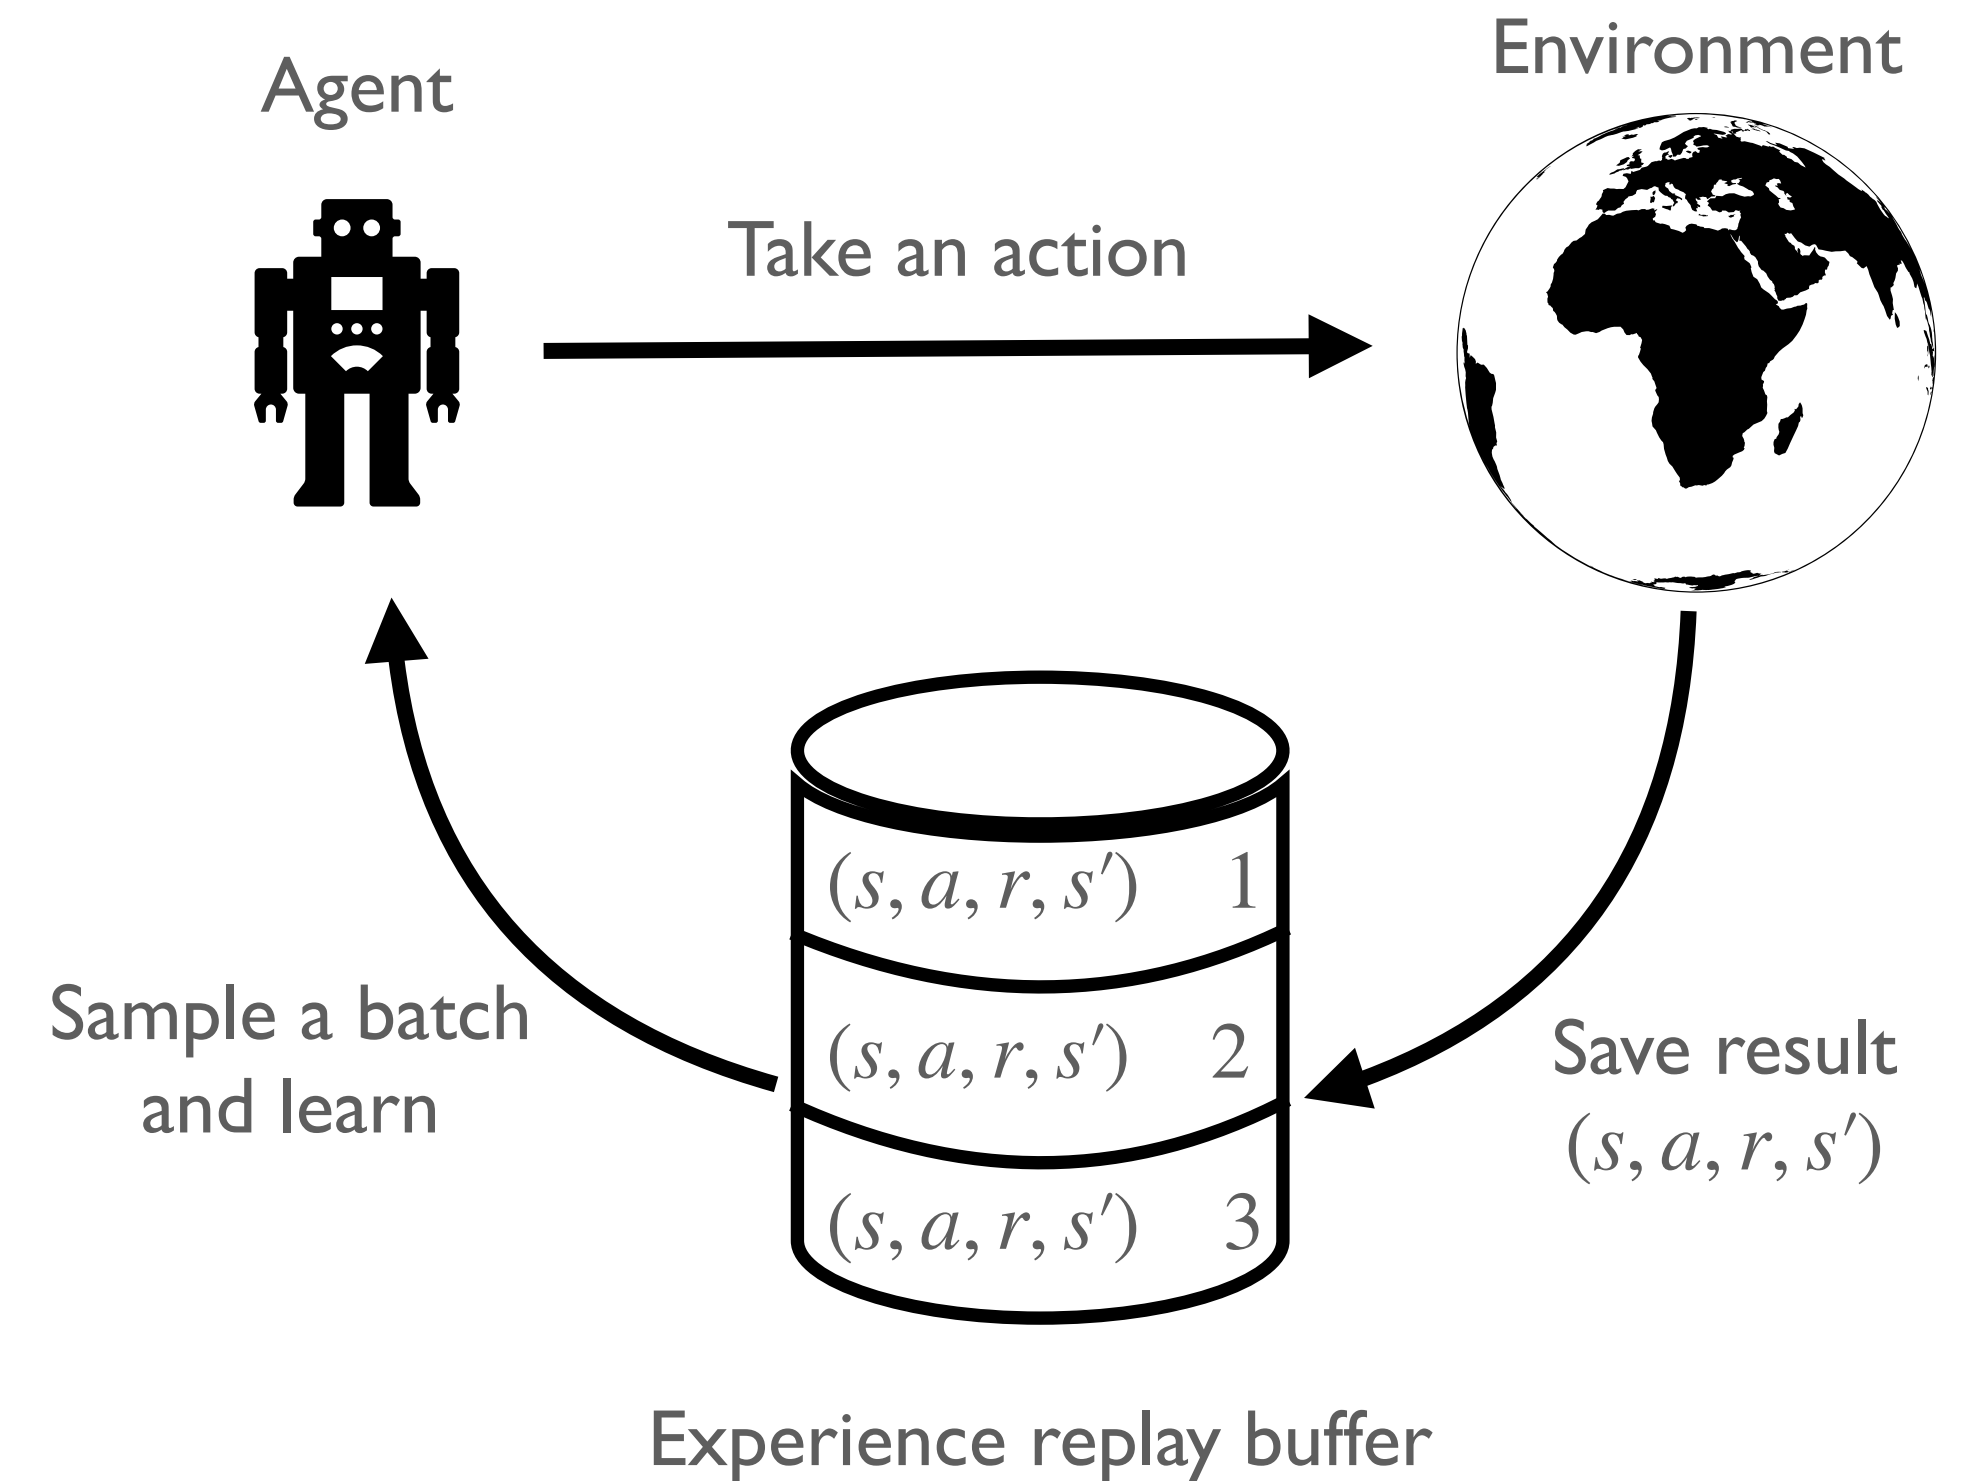 Agent
Environment
Take an action
(s, a, r, s′) 1
(s, a, r, s′) 2
(s, a, r, s′) 3
Sample a batch
and learn
Save result
(s, a, r, s′)
Experience replay buffer